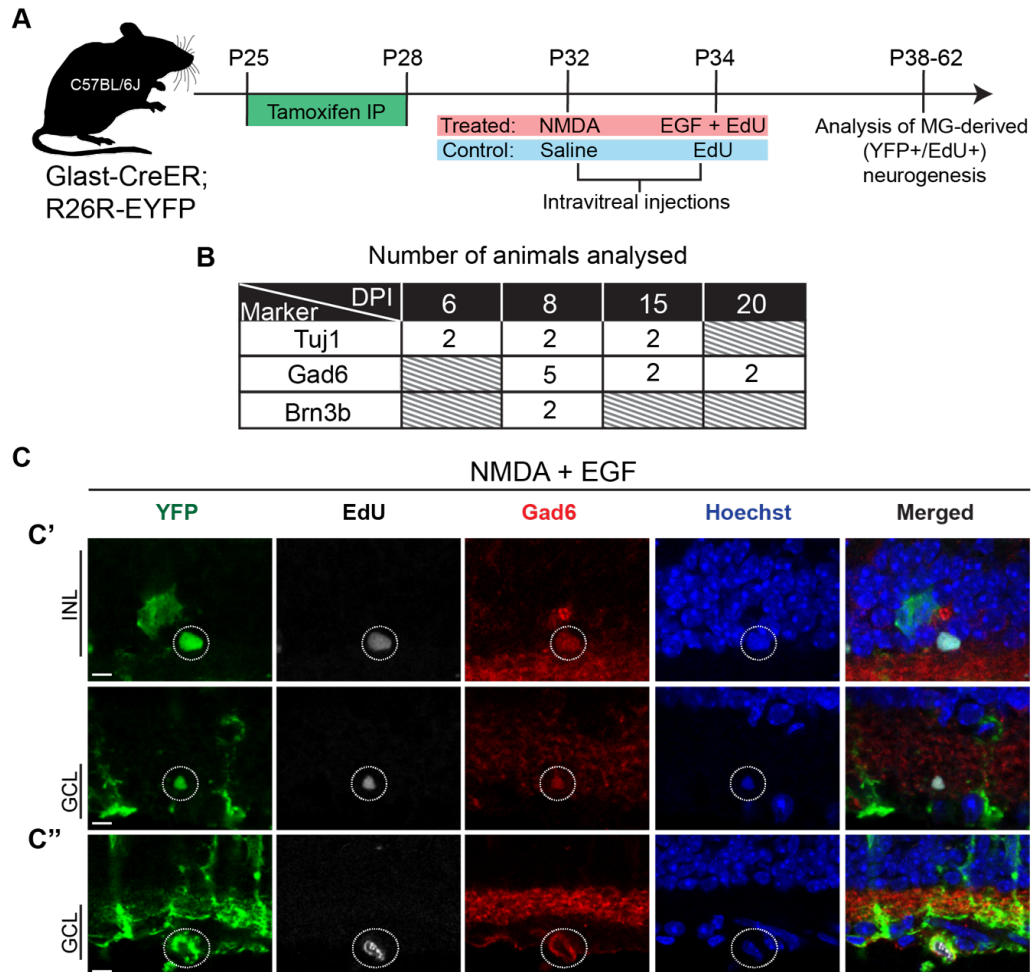 A
C57BL/6J
Glast-CreER;
R26R-EYFP
P25 P28 P32 P34 P38-62
Tamoxifen IP
Treated: NMDA EGF + EdU
Control: Saline EdU
Intravitreal injections
Analysis of MG-derived
(YFP+/EdU+)
neurogenesis
B
Number of animals analysed
DPI
Marker
6 8 15 20
Tuj1 2 2 2
Gad6 5 2 2
Brn3b 2
C
NMDA + EGF
YFP EdU Gad6 Hoechst Merged
C'
INL
GCL
C''
GCL